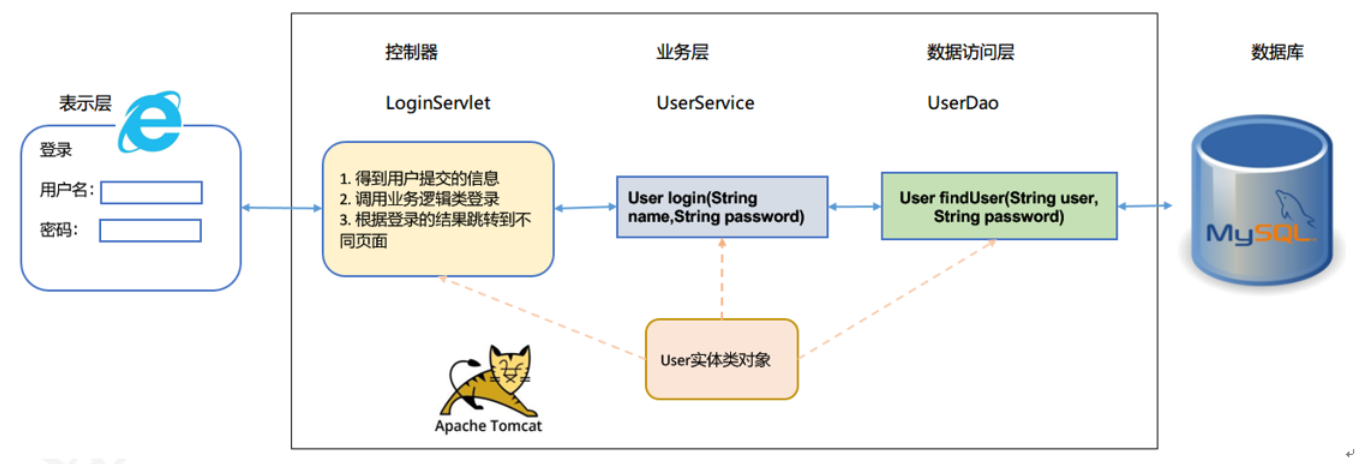 控制器
业务层
数据访问层
数据库
表示层
LoginServlet
UserService
UserDao
登录
用户名：
密码：
1. 得到用户提交的信息
2. 调用业务逻辑类登录
3. 根据登录的结果跳转到不
同页面
User login(String
name,String password)
User findUser(String user,
String password)
MySQL
User实体类对象
Apache Tomcat